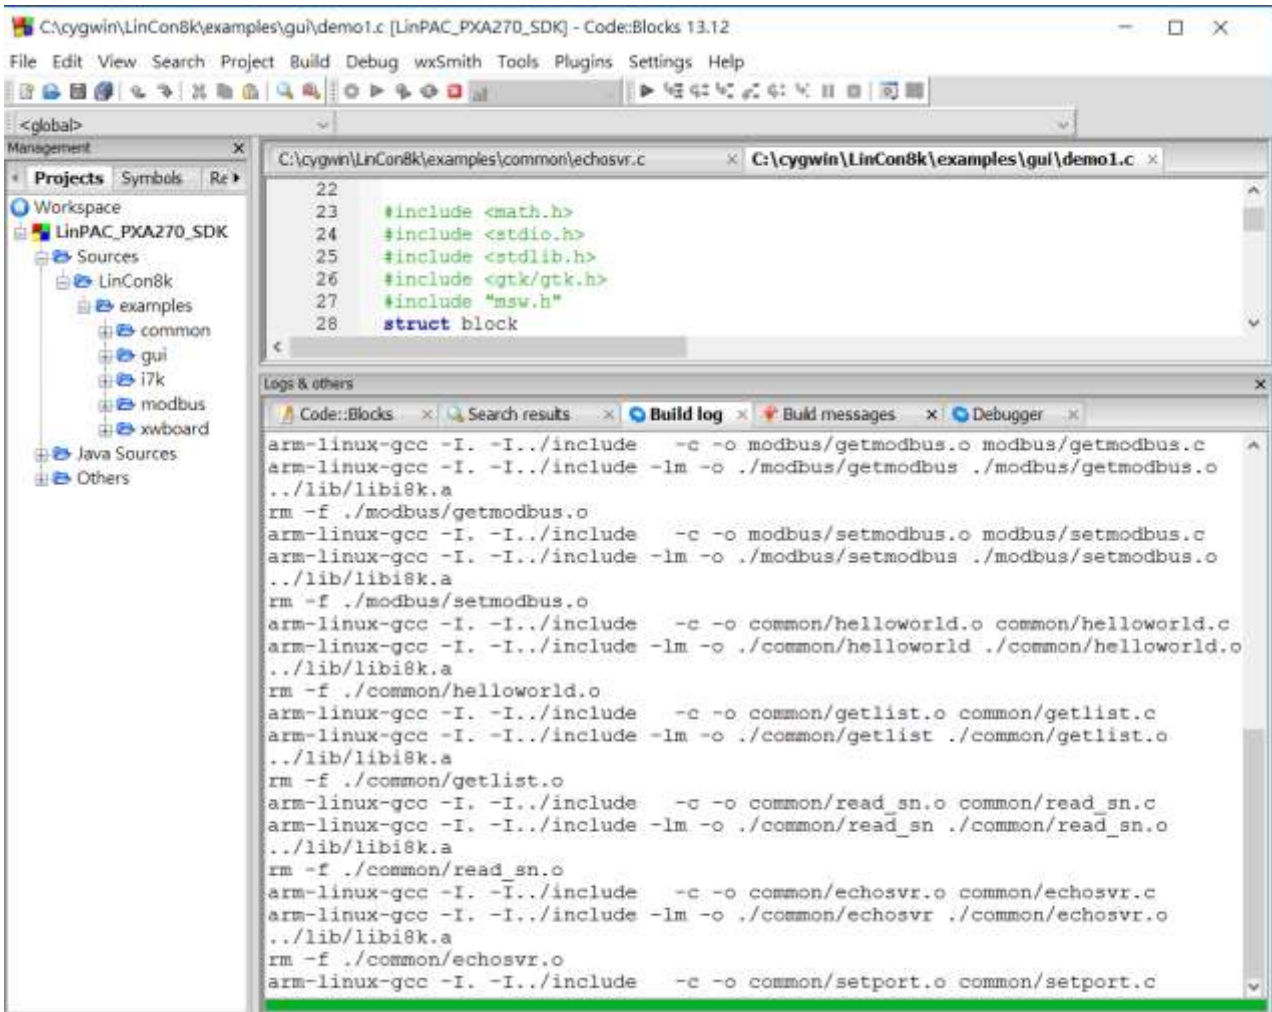 C:\cygwin\LinCon8k\examples\gui\demo1.c [LinPAC_PXA270_SDK] - Code::Blocks 13.12
File Edit View Search Project Build Debug wxSmith Tools Plugins Settings Help
<global>
Management
Projects Symbols Re
Workspace
LinPAC_PXA270_SDK
Sources
LinCon8k
examples
common
gui
i7k
modbus
xwboard
Java Sources
Others
C:\cygwin\LinCon8k\examples\common\echosvr.c C:\cygwin\LinCon8k\examples\gui\demo1.c
22
23 #include <math.h>
24 #include <stdio.h>
25 #include <stdlib.h>
26 #include <gtk/gtk.h>
27 #include "msw.h"
28 struct block
Logs & others
Code::Blocks Search results Build log Build messages Debugger
arm-linux-gcc -I. -I../include -c -o modbus/getmodbus.o modbus/getmodbus.c
arm-linux-gcc -I. -I../include -lm -o ./modbus/getmodbus ./modbus/getmodbus.o
../lib/libi8k.a
rm -f ./modbus/getmodbus.o
arm-linux-gcc -I. -I../include -c -o modbus/setmodbus.o modbus/setmodbus.c
arm-linux-gcc -I. -I../include -lm -o ./modbus/setmodbus ./modbus/setmodbus.o
../lib/libi8k.a
rm -f ./modbus/setmodbus.o
arm-linux-gcc -I. -I../include -c -o common/helloworld.o common/helloworld.c
arm-linux-gcc -I. -I../include -lm -o ./common/helloworld ./common/helloworld.o
../lib/libi8k.a
rm -f ./common/helloworld.o
arm-linux-gcc -I. -I../include -c -o common/getlist.o common/getlist.c
arm-linux-gcc -I. -I../include -lm -o ./common/getlist ./common/getlist.o
../lib/libi8k.a
rm -f ./common/getlist.o
arm-linux-gcc -I. -I../include -c -o common/read_sn.o common/read_sn.c
arm-linux-gcc -I. -I../include -lm -o ./common/read_sn ./common/read_sn.o
../lib/libi8k.a
rm -f ./common/read_sn.o
arm-linux-gcc -I. -I../include -c -o common/echosvr.o common/echosvr.c
arm-linux-gcc -I. -I../include -lm -o ./common/echosvr ./common/echosvr.o
../lib/libi8k.a
rm -f ./common/echosvr.o
arm-linux-gcc -I. -I../include -c -o common/setport.o common/setport.c